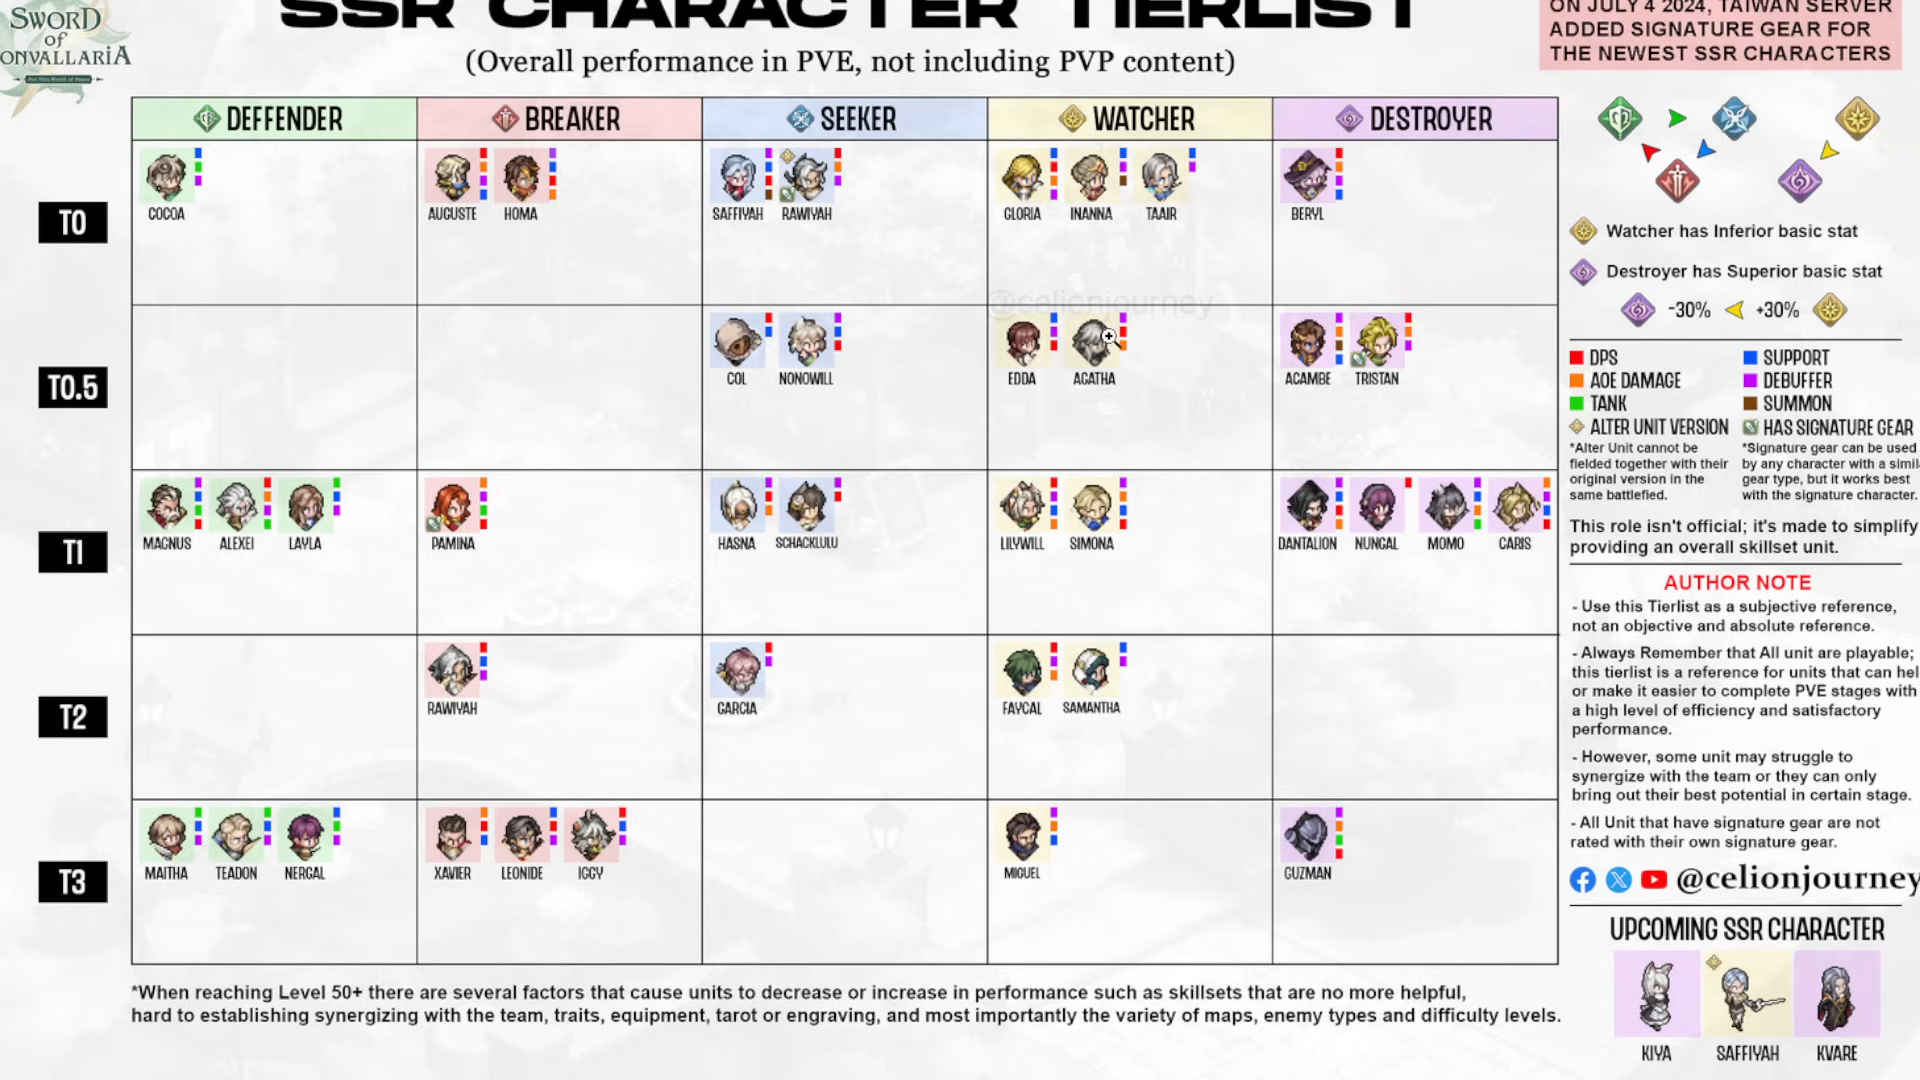 SWORD
of
ONVALLARIA
SSR CHARACTER TIERLIST
(Overall performance in PVE, not including PVP content)
ON JULY 4 2024, TAIWAN SERVER
ADDED SIGNATURE GEAR FOR
THE NEWEST SSR CHARACTERS
DEFFENDER BREAKER SEEKER WATCHER DESTROYER
T0
COCOA AUGUSTE HOMA SAFFIYAH RAWIYAH GLORIA INANNA TAAIR BERYL
@celionjourney
T0.5
COL NONOWILL EDDA AGATHA ACAMBE TRISTAN
T1
MAGNUS ALEXEI LAYLA PAMINA HASNA SCHACKLULU LILYWILL SIMONA DANTALION NUNGAL MOMO CARIS
T2
RAWIYAH GARCIA FAYCAL SAMANTHA
T3
MAITHA TEADON NERGAL XAVIER LEONIDE IGGY MIGUEL GUZMAN
*When reaching Level 50+ there are several factors that cause units to decrease or increase in performance such as skillsets that are no more helpful,
hard to establishing synergizing with the team, traits, equipment, tarot or engraving, and most importantly the variety of maps, enemy types and difficulty levels.
Watcher has Inferior basic stat
Destroyer has Superior basic stat
-30% +30%
DPS SUPPORT
AOE DAMAGE DEBUFFER
TANK SUMMON
ALTER UNIT VERSION HAS SIGNATURE GEAR
*Alter Unit cannot be
fielded together with their
original version in the
same battlefied.
*Signature gear can be used
by any character with a simil
gear type, but it works best
with the signature character.
This role isn't official; it's made to simplify
providing an overall skillset unit.
AUTHOR NOTE
- Use this Tierlist as a subjective reference,
not an objective and absolute reference.
- Always Remember that All unit are playable;
this tierlist is a reference for units that can hel
or make it easier to complete PVE stages with
a high level of efficiency and satisfactory
performance.
- However, some unit may struggle to
synergize with the team or they can only
bring out their best potential in certain stage.
- All Unit that have signature gear are not
rated with their own signature gear.
@celionjourney
UPCOMING SSR CHARACTER
KIYA SAFFIYAH KVARE